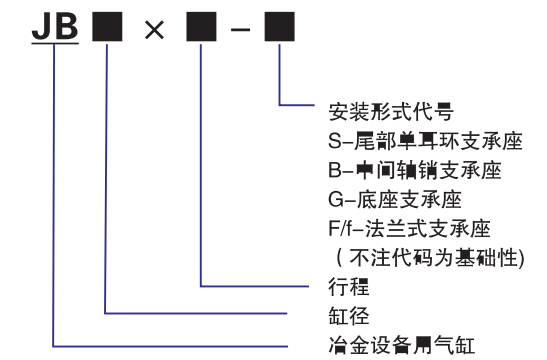 JB■×■-■
安装形式代号
S-尾部单耳环支承座
B-中间轴销支承座
G-底座支承座
F/f-法兰式支承座
(不注代码为基础性)
行程
缸径
冶金设备用气缸